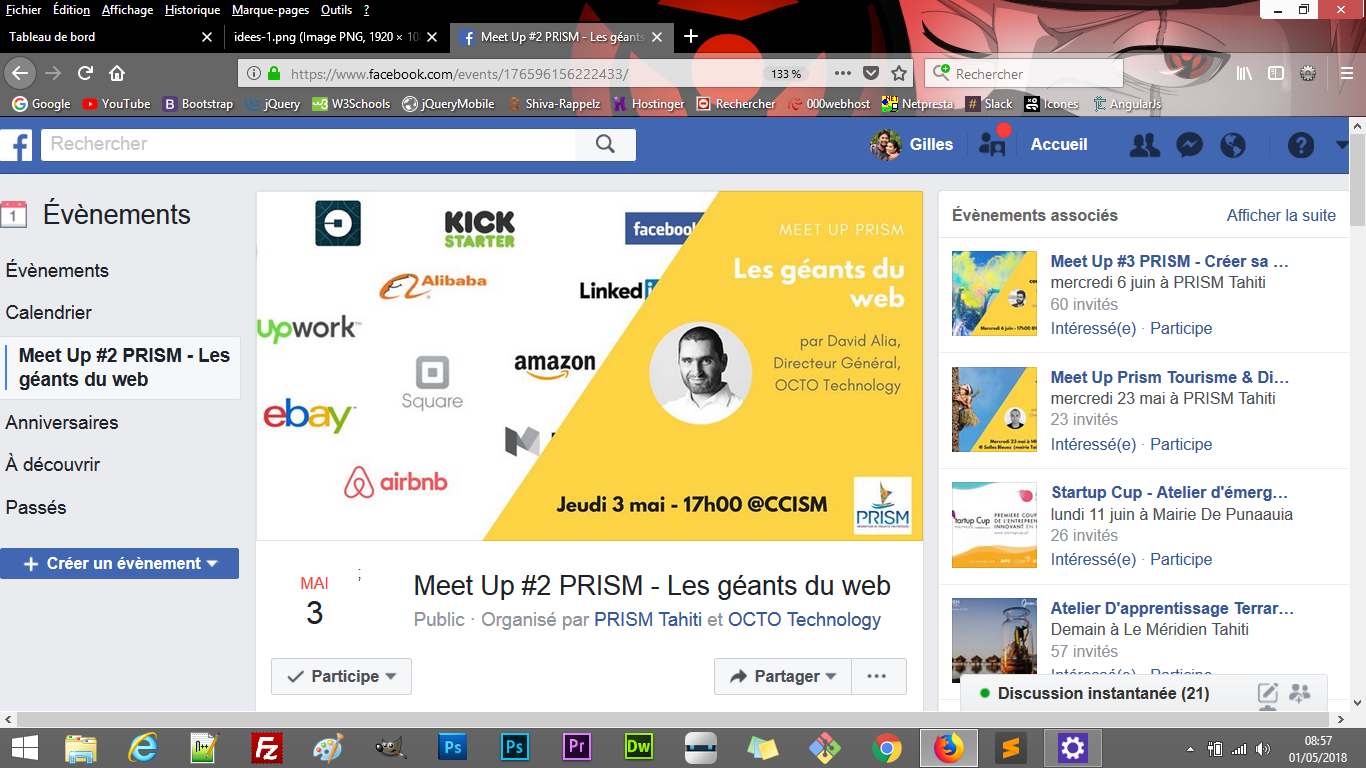 Fichier Édition Affichage Historique Marque-pages Outils ?
Tableau de bord
idees-1.png (Image PNG, 1920 × 10
Meet Up #2 PRISM - Les géants
https://www.facebook.com/events/176596156222433/
133 %
Rechercher
Google YouTube Bootstrap jQuery W3Schools jQueryMobile Shiva-Rappelz Hostinger Rechercher 000webhost Netpresta Slack Icones AngularJs
Rechercher
Gilles
Accueil
Évènements
Évènements
Calendrier
Meet Up #2 PRISM - Les
géants du web
Anniversaires
À découvrir
Passés
+ Créer un évènement
KICK
STARTER
facebook
Alibaba
LinkedI
upwork
amazon
Square
ebay
airbnb
MEET UP PRISM
Les géants du
web
par David Alia,
Directeur Général,
OCTO Technology
Jeudi 3 mai - 17h00 @CCISM
PRISM
MAI
3
;
Meet Up #2 PRISM - Les géants du web
Public · Organisé par PRISM Tahiti et OCTO Technology
Participe
Partager
Évènements associés
Afficher la suite
Meet Up #3 PRISM - Créer sa ...
mercredi 6 juin à PRISM Tahiti
60 invités
Intéressé(e) · Participe
Meet Up Prism Tourisme & Di...
mercredi 23 mai à PRISM Tahiti
23 invités
Intéressé(e) · Participe
Startup Cup - Atelier d'émerg...
lundi 11 juin à Mairie De Punaauia
26 invités
Intéressé(e) · Participe
Atelier D'apprentissage Terrar...
Demain à Le Méridien Tahiti
57 invités
Intéressé(e) · Participe
Discussion instantanée (21)
08:57
01/05/2018